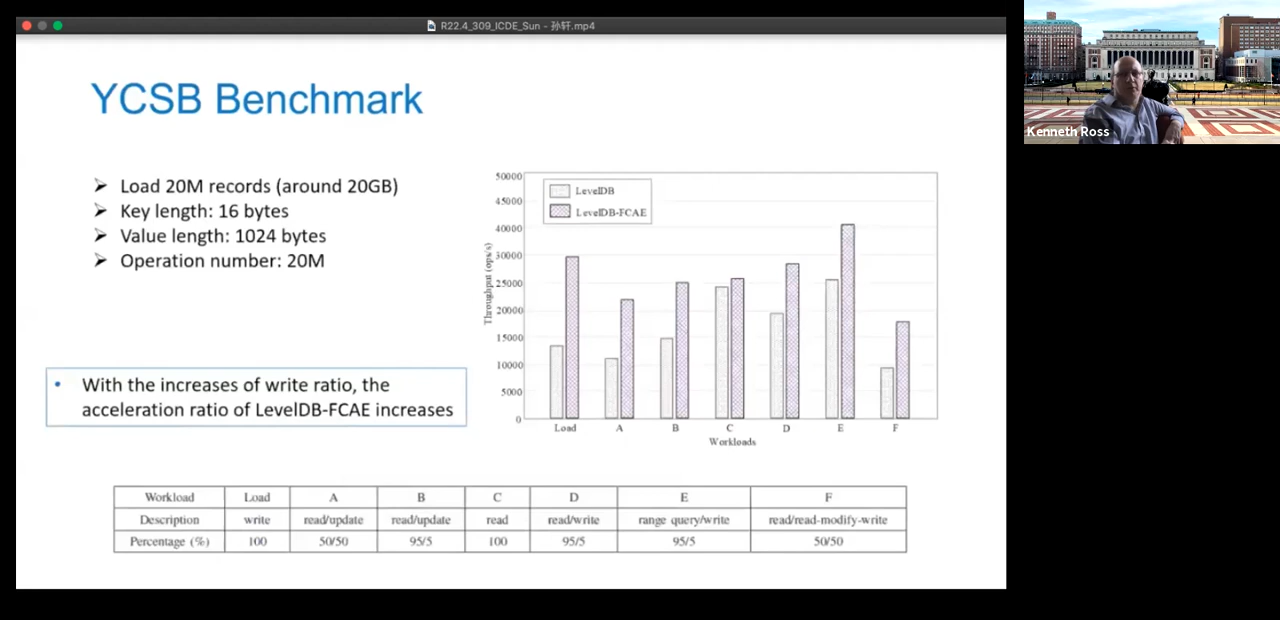 R22.4_309_ICDE_Sun - 孙轩.mp4
Kenneth Ross
YCSB Benchmark
Load 20M records (around 20GB)
Key length: 16 bytes
Value length: 1024 bytes
Operation number: 20M
With the increases of write ratio, the
acceleration ratio of LevelDB-FCAE increases
LevelDB
LevelDB-FCAE
Throughput (ops/s)
50000
45000
40000
30000
25000
20000
15000
10000
5000
0
Load A B C D E F
Workloads
Workload Load A B C D E F
Description write read/update read/update read read/write range query/write read/read-modify-write
Percentage (%) 100 50/50 95/5 100 95/5 95/5 50/50